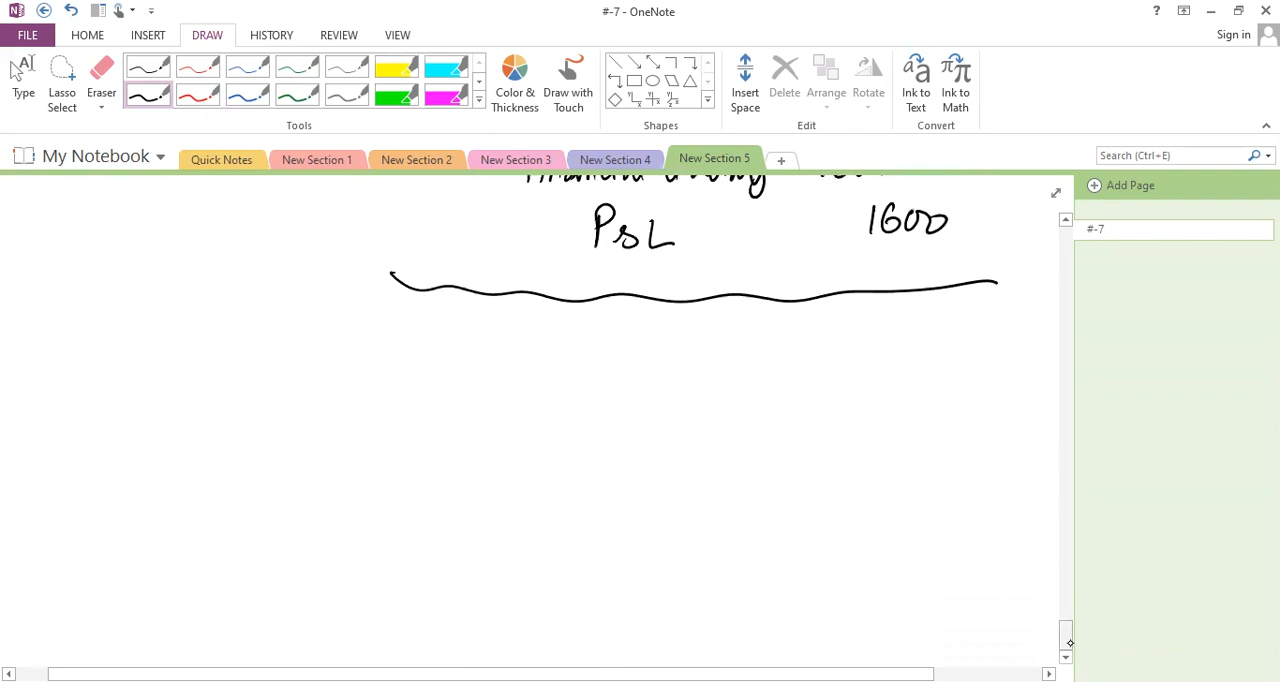 #-7 - OneNote
? Sign in
FILE HOME INSERT DRAW HISTORY REVIEW VIEW
Type
Lasso Select
Eraser
Color & Thickness
Draw with Touch
Insert Space
Delete
Arrange
Rotate
Ink to Text
Ink to Math
Tools Shapes Edit Convert
My Notebook Quick Notes New Section 1 New Section 2 New Section 3 New Section 4 New Section 5 Search (Ctrl+E)
Add Page
#-7
P&L 1600